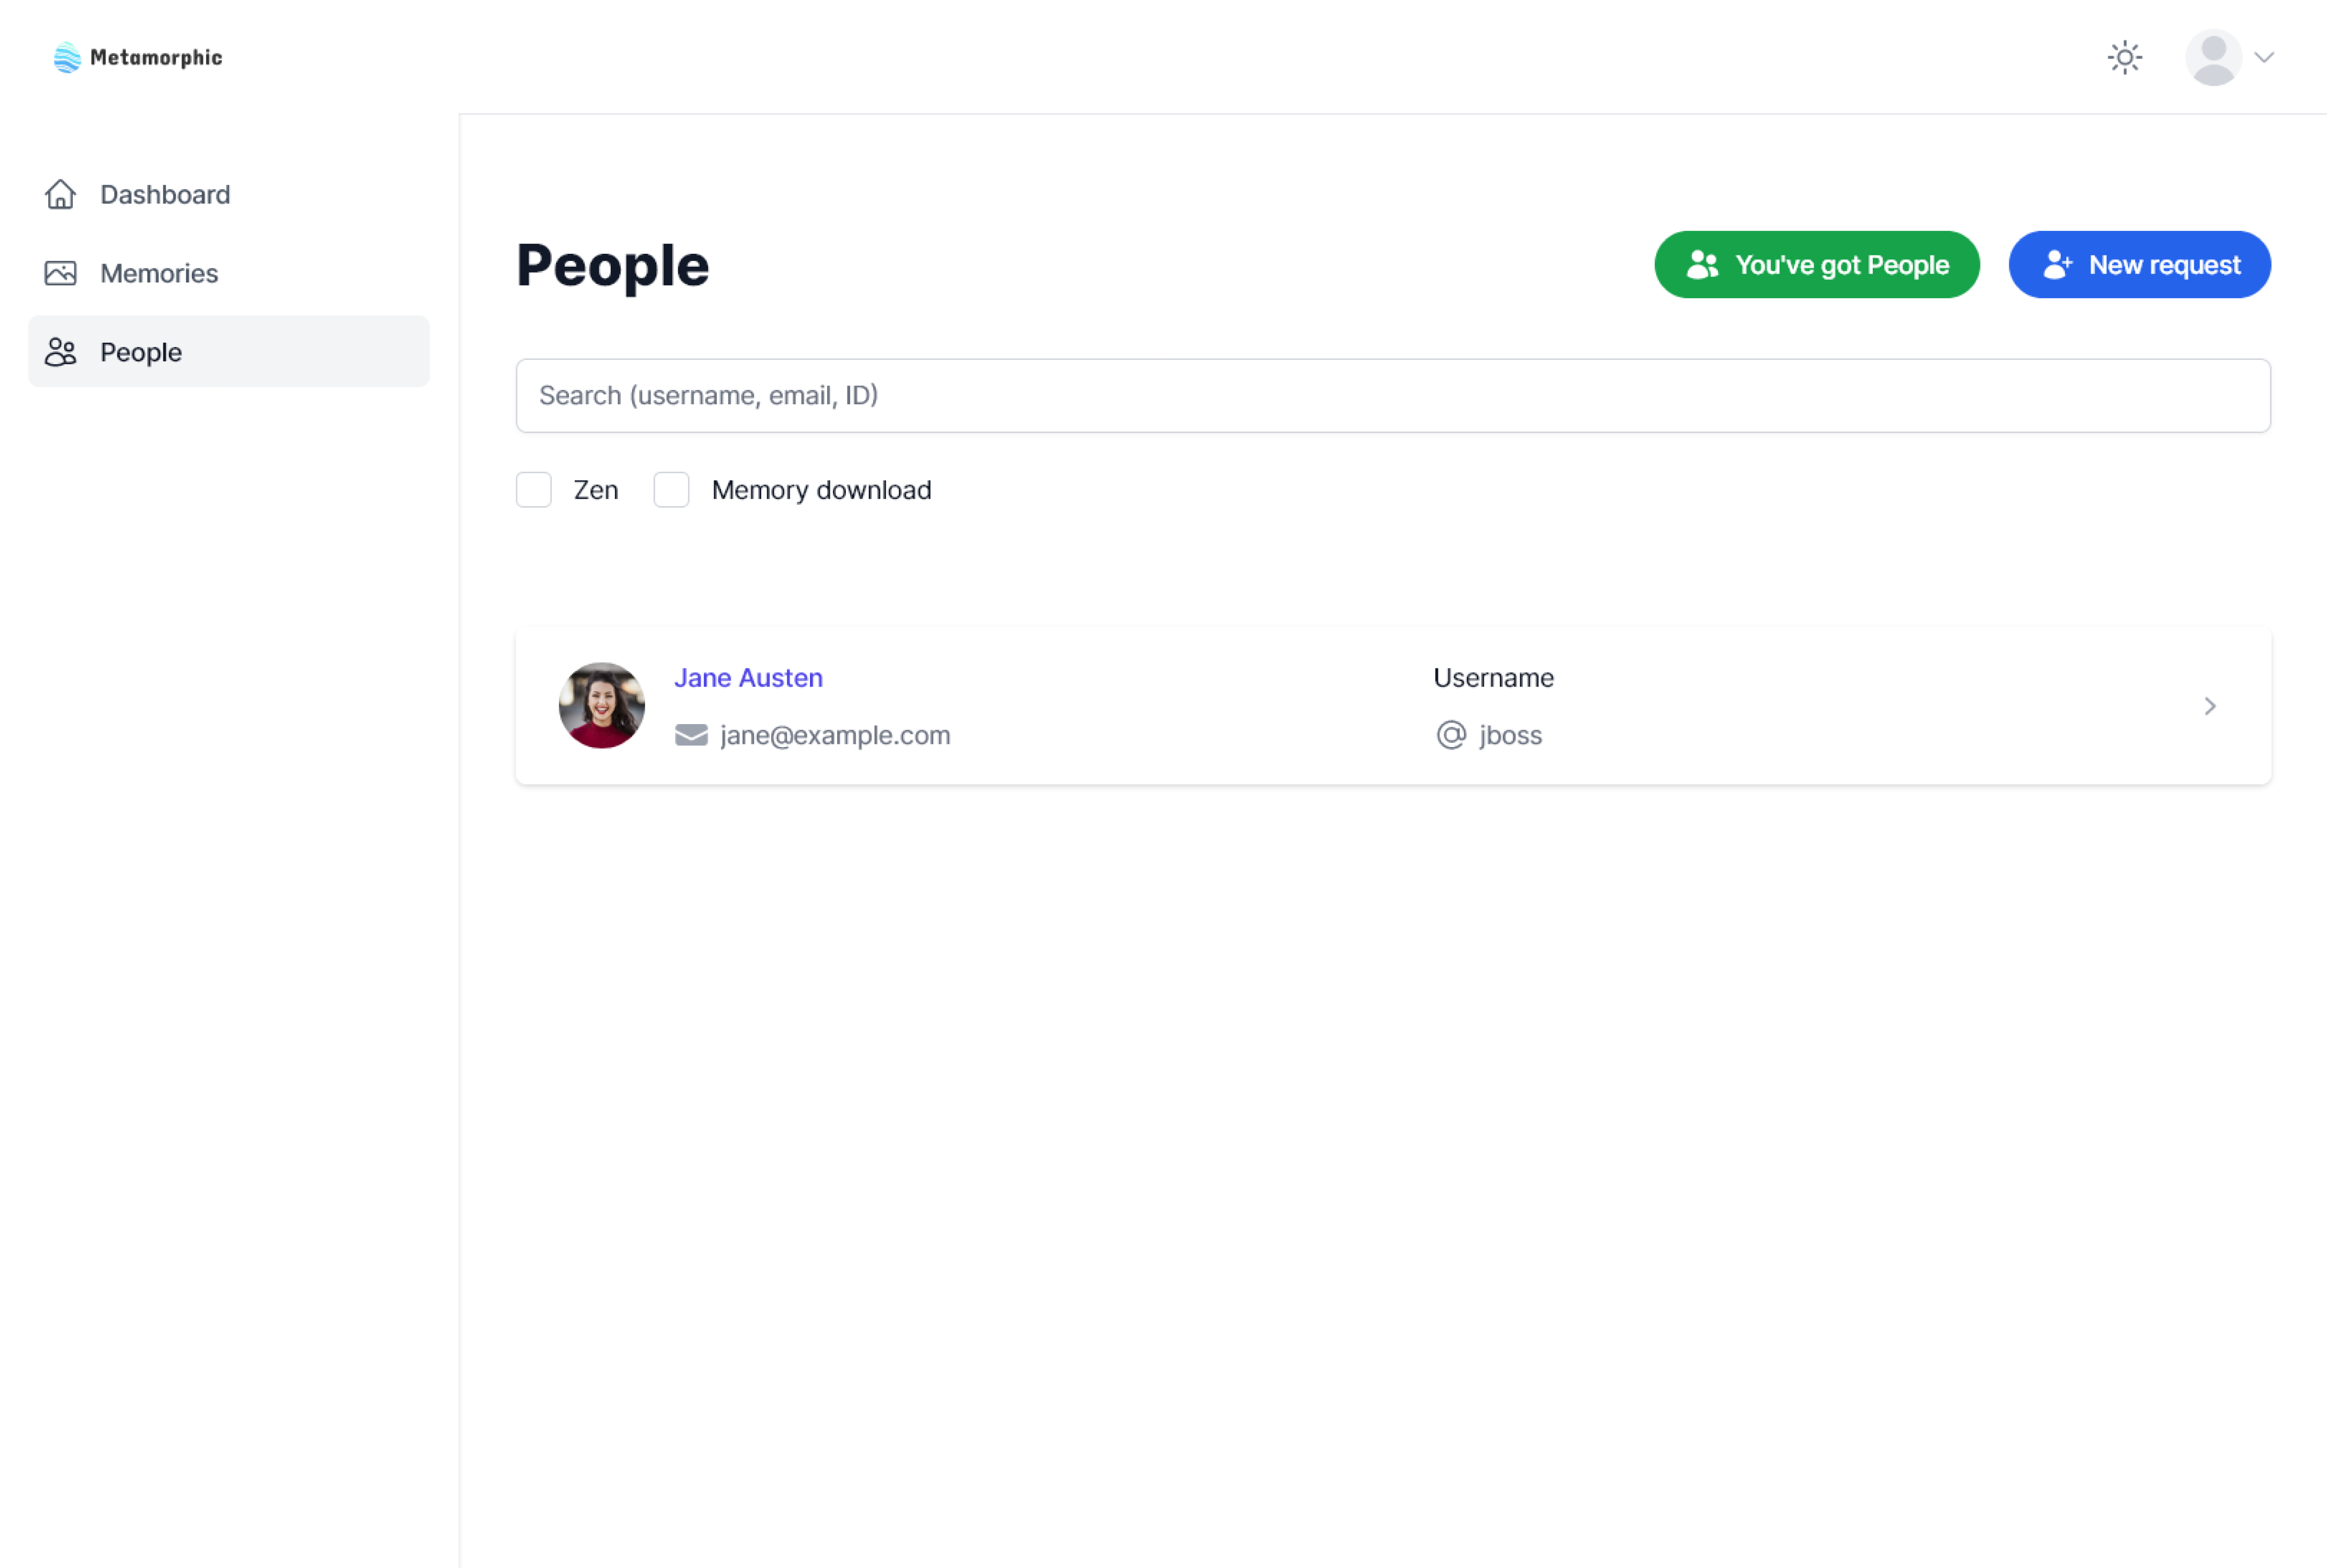 Metamorphic
Dashboard
Memories
People
People
You've got People
New request
Search (username, email, ID)
Zen
Memory download
Jane Austen
jane@example.com
Username
@ jboss